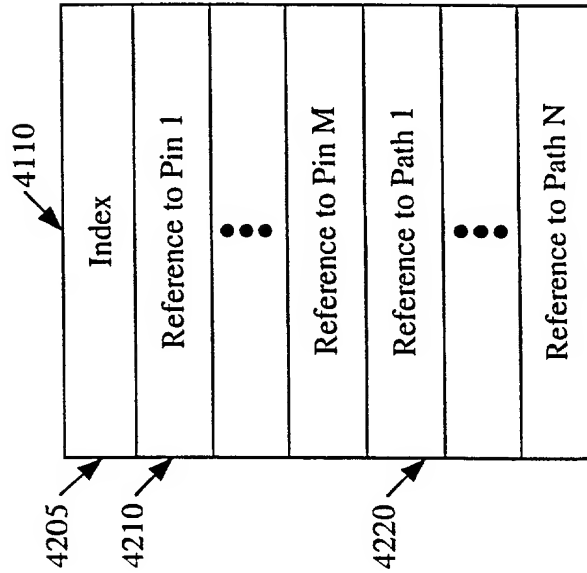 4110
4205
Index
4210
Reference to Pin 1
Reference to Pin M
4220
Reference to Path 1
Reference to Path N